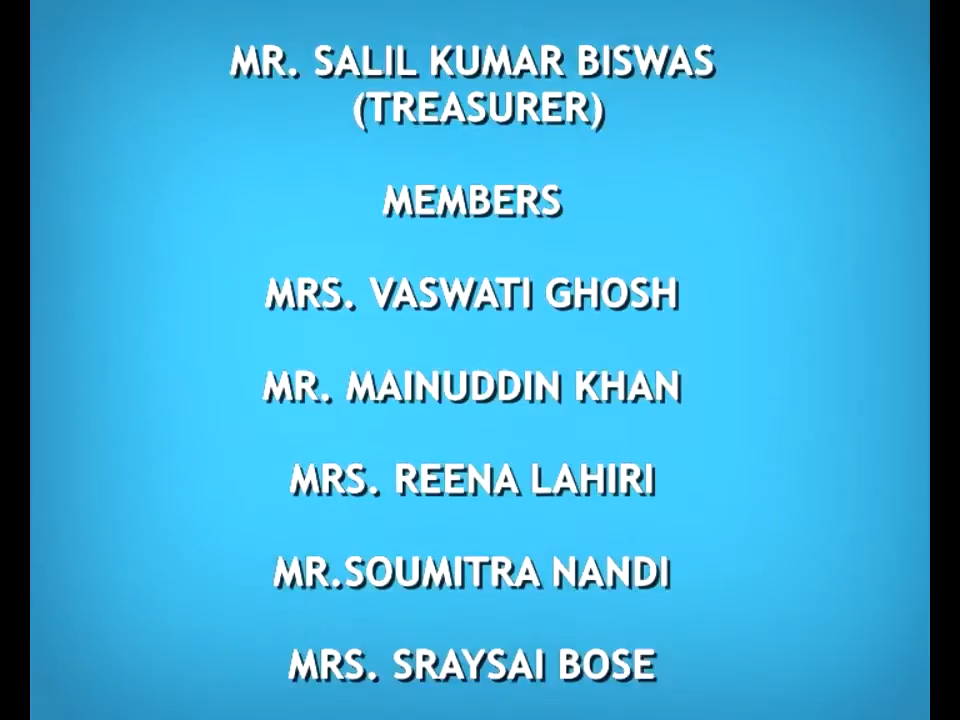 MR. SALIL KUMAR BISWAS
(TREASURER)
MEMBERS
MRS. VASWATI GHOSH
MR. MAINUDDIN KHAN
MRS. REENA LAHIRI
MR.SOUMITRA NANDI
MRS. SRAYSAI BOSE